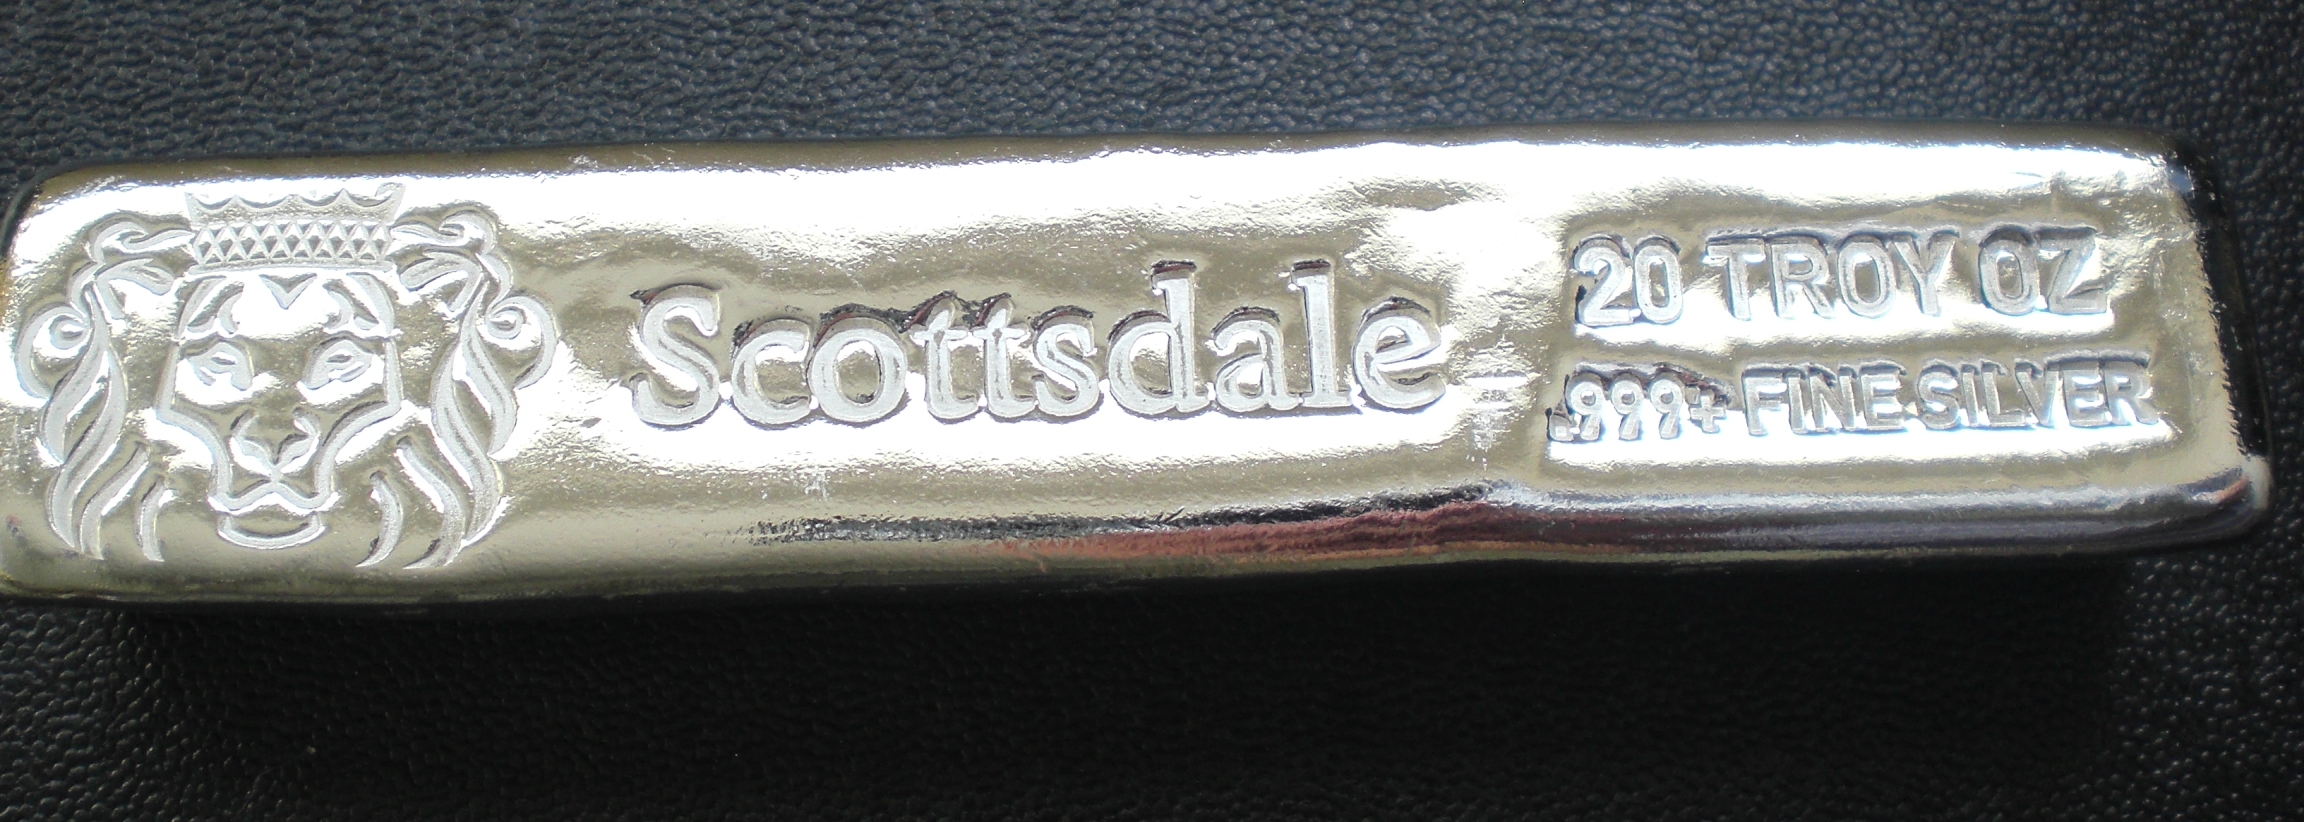 Scottsdale
20 TROY OZ
.999+ FINE SILVER